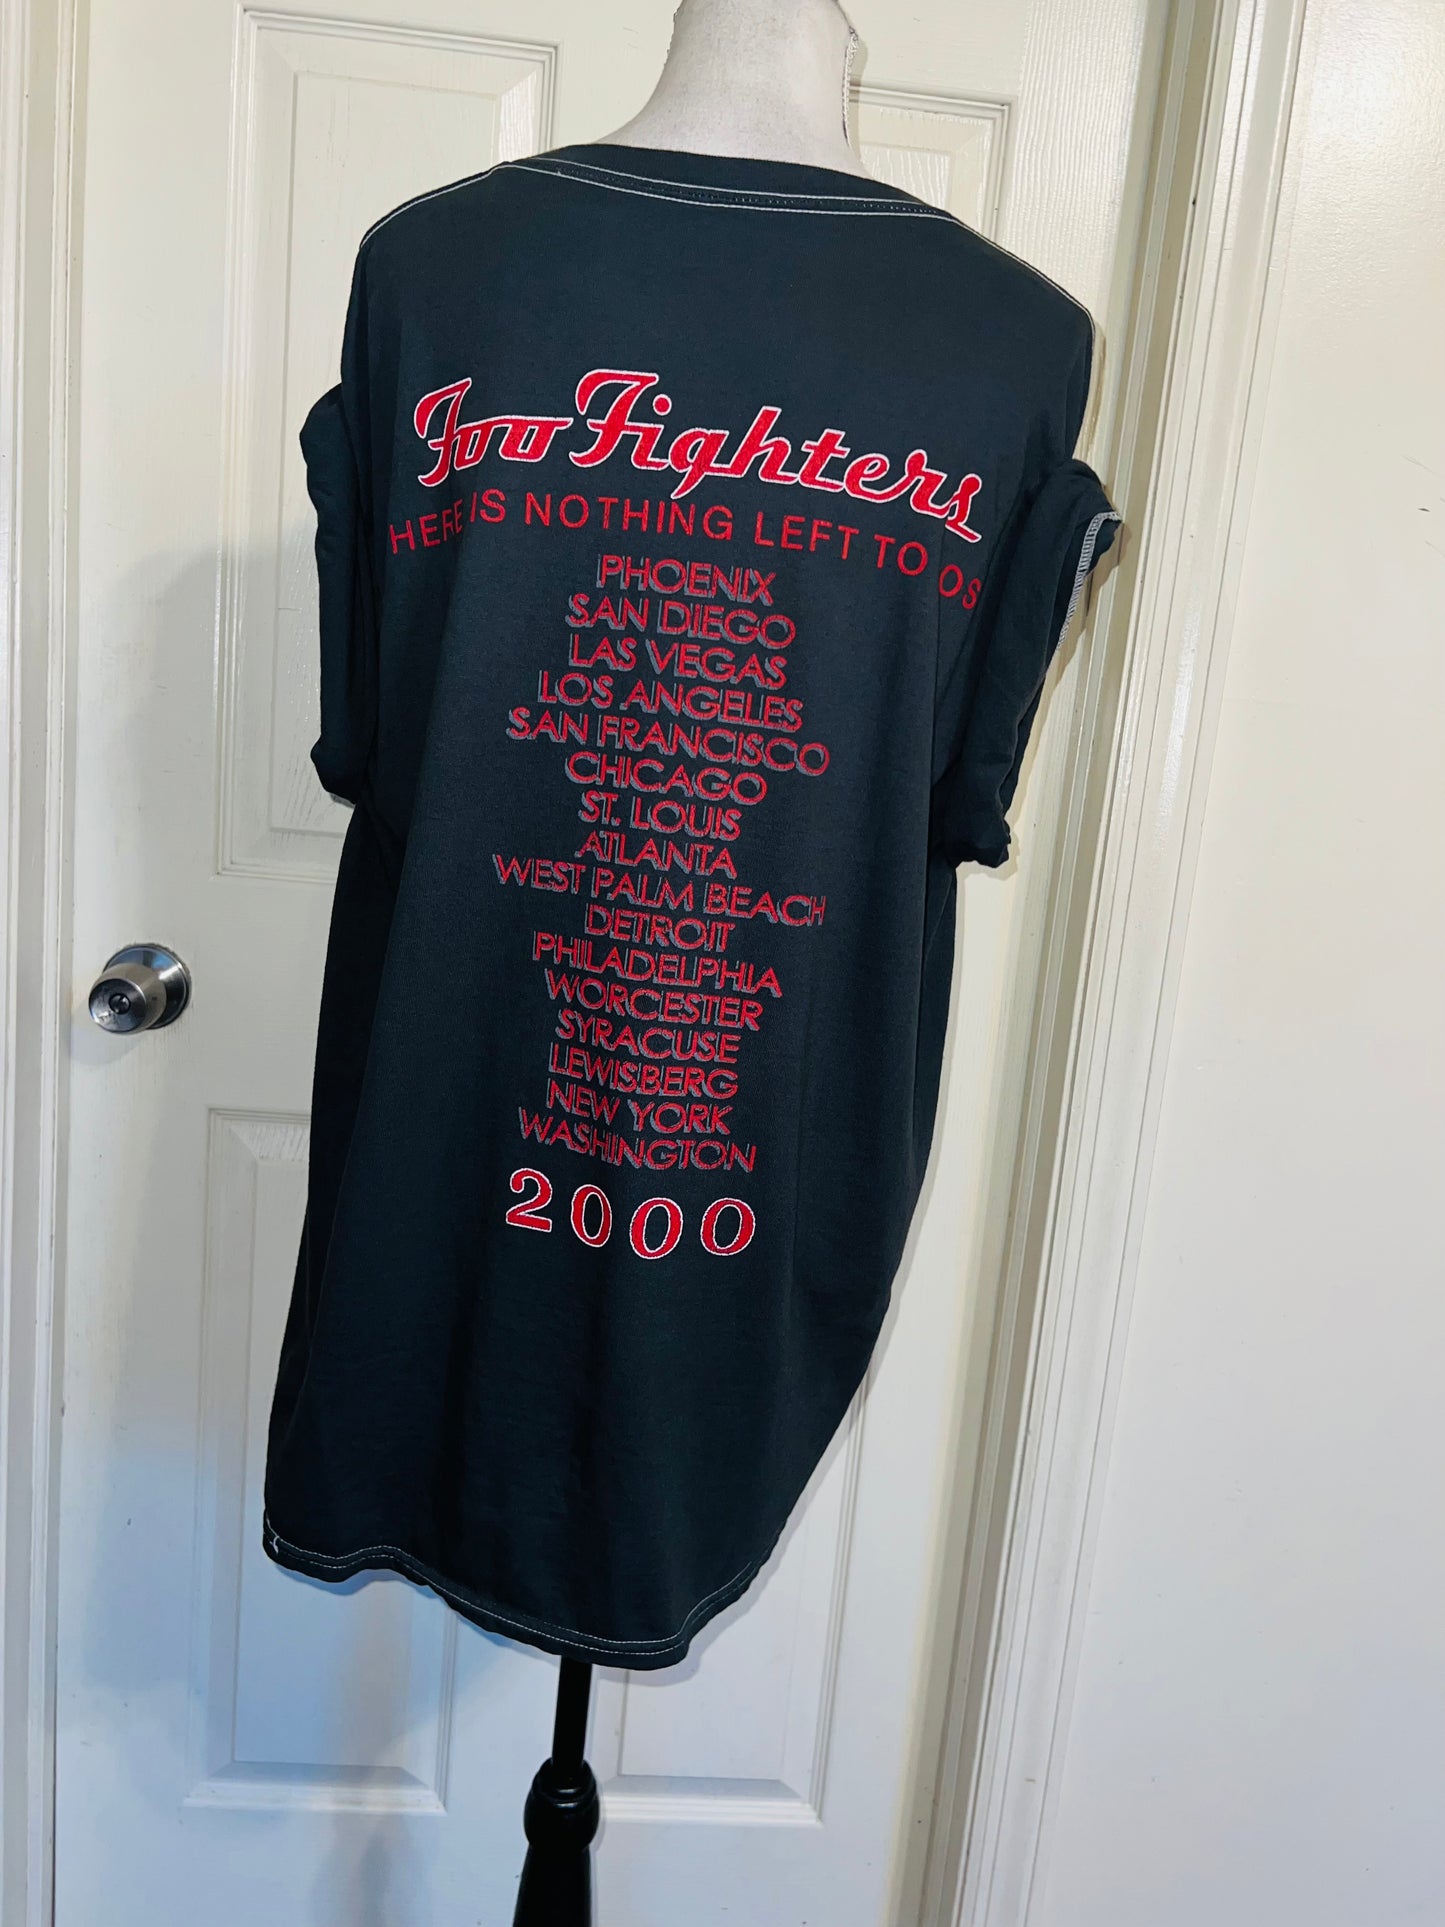 Foo Fighters
HERE IS NOTHING LEFT TO OS
PHOENIX
SAN DIEGO
LAS VEGAS
LOS ANGELES
SAN FRANCISCO
CHICAGO
ST. LOUIS
ATLANTA
WEST PALM BEACH
DETROIT
PHILADELPHIA
WORCESTER
SYRACUSE
LEWISBERG
NEW YORK
WASHINGTON
2000